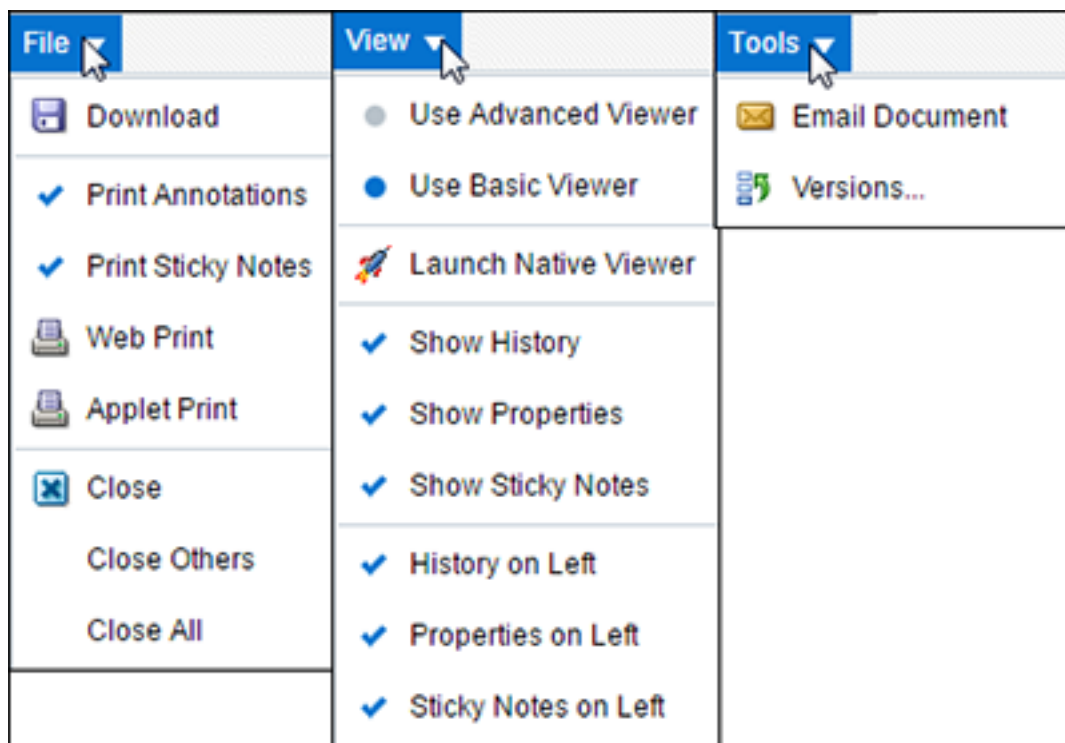 File
Download
Print Annotations
Print Sticky Notes
Web Print
Applet Print
Close
Close Others
Close All
View
Use Advanced Viewer
Use Basic Viewer
Launch Native Viewer
Show History
Show Properties
Show Sticky Notes
History on Left
Properties on Left
Sticky Notes on Left
Tools
Email Document
Versions...